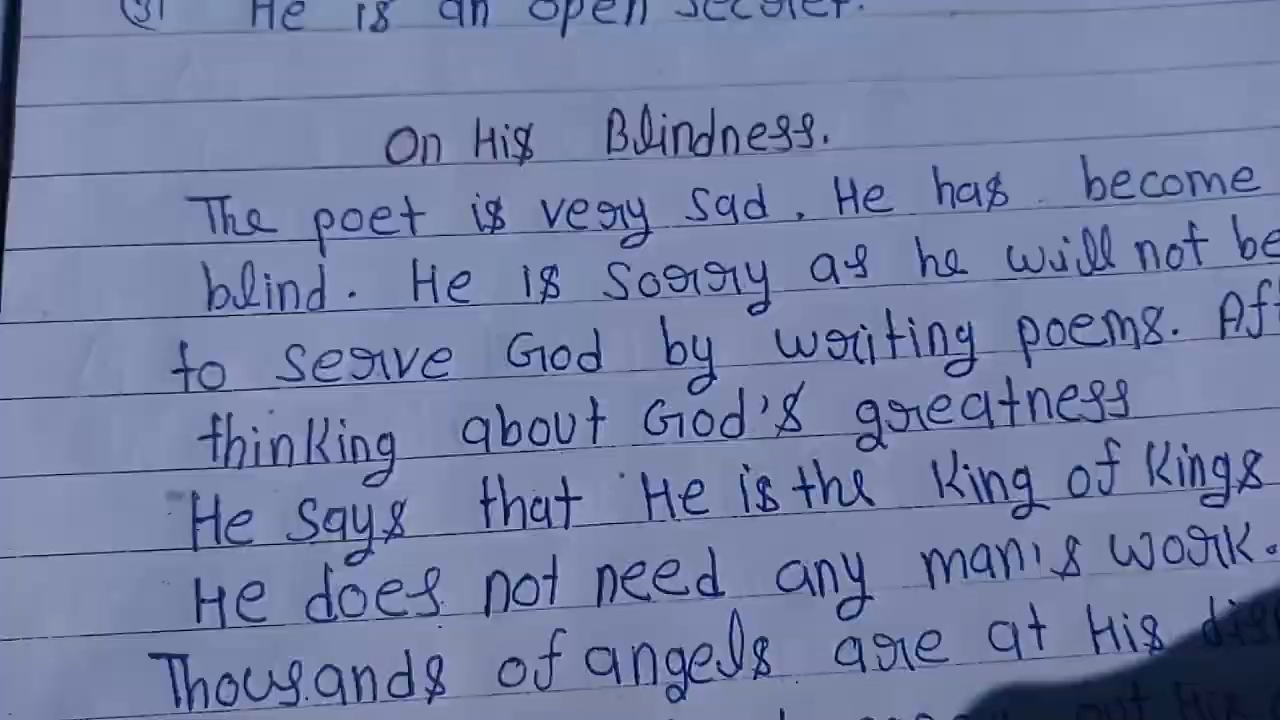 (3) He is an open secret.
On His Blindness.
The poet is very sad. He has become
blind. He is sorry as he will not be
to serve God by writing poems.
thinking about God's greatness
He says that He is the King of Kings
He does not need any man's work.
Thousands of angels are at His